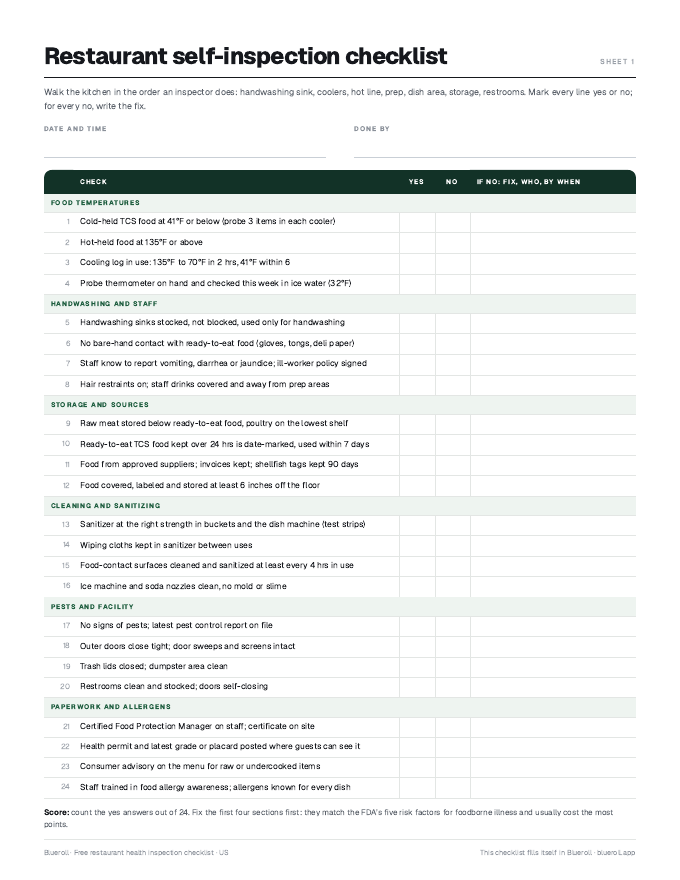 Restaurant self-inspection checklist
SHEET 1
Walk the kitchen in the order an inspector does: handwashing sink, coolers, hot line, prep, dish area, storage, restrooms. Mark every line yes or no;
for every no, write the fix.
DATE AND TIME
DONE BY
CHECK YES NO IF NO: FIX, WHO, BY WHEN
FOOD TEMPERATURES
1 Cold-held TCS food at 41°F or below (probe 3 items in each cooler)
2 Hot-held food at 135°F or above
3 Cooling log in use: 135°F to 70°F in 2 hrs, 41°F within 6
4 Probe thermometer on hand and checked this week in ice water (32°F)
HANDWASHING AND STAFF
5 Handwashing sinks stocked, not blocked, used only for handwashing
6 No bare-hand contact with ready-to-eat food (gloves, tongs, deli paper)
7 Staff know to report vomiting, diarrhea or jaundice; ill-worker policy signed
8 Hair restraints on; staff drinks covered and away from prep areas
STORAGE AND SOURCES
9 Raw meat stored below ready-to-eat food, poultry on the lowest shelf
10 Ready-to-eat TCS food kept over 24 hrs is date-marked, used within 7 days
11 Food from approved suppliers; invoices kept; shellfish tags kept 90 days
12 Food covered, labeled and stored at least 6 inches off the floor
CLEANING AND SANITIZING
13 Sanitizer at the right strength in buckets and the dish machine (test strips)
14 Wiping cloths kept in sanitizer between uses
15 Food-contact surfaces cleaned and sanitized at least every 4 hrs in use
16 Ice machine and soda nozzles clean, no mold or slime
PESTS AND FACILITY
17 No signs of pests; latest pest control report on file
18 Outer doors close tight; door sweeps and screens intact
19 Trash lids closed; dumpster area clean
20 Restrooms clean and stocked; doors self-closing
PAPERWORK AND ALLERGENS
21 Certified Food Protection Manager on staff; certificate on site
22 Health permit and latest grade or placard posted where guests can see it
23 Consumer advisory on the menu for raw or undercooked items
24 Staff trained in food allergy awareness; allergens known for every dish
Score: count the yes answers out of 24. Fix the first four sections first: they match the FDA's five risk factors for foodborne illness and usually cost the most
points.
Blueroll · Free restaurant health inspection checklist · US
This checklist fills itself in Blueroll · blueroll.app